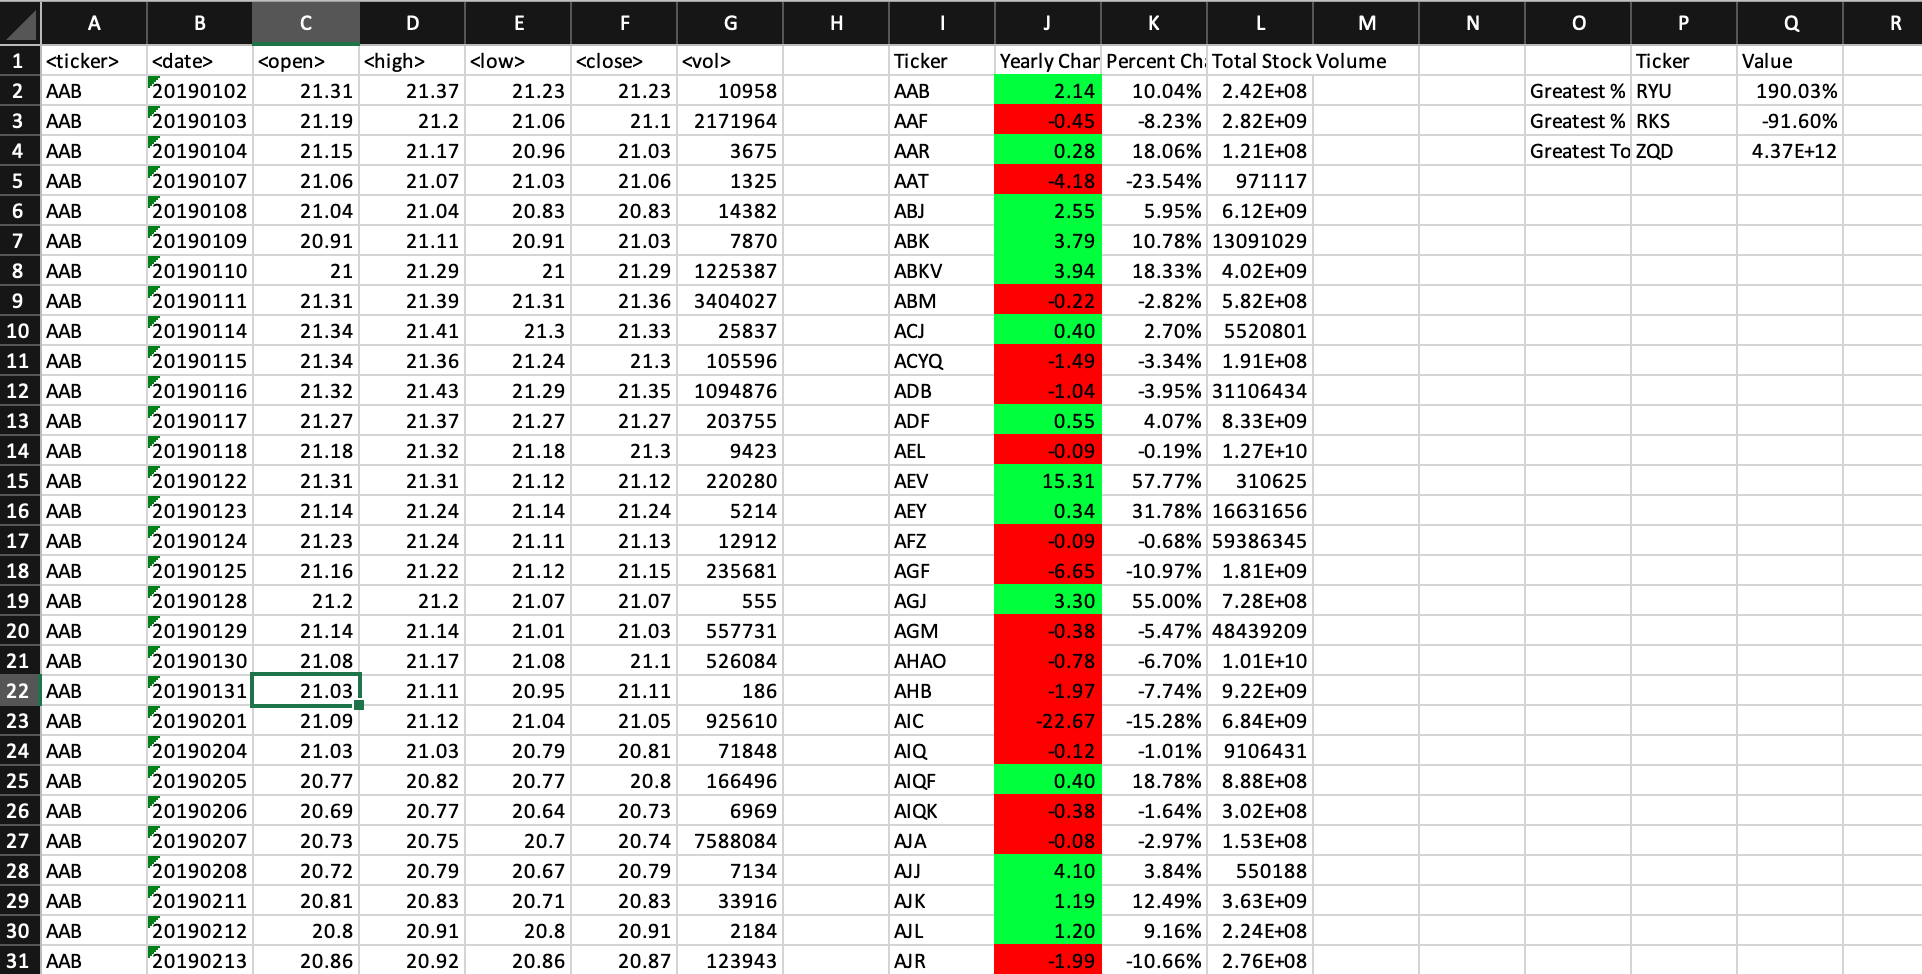 A B C D E F G H I J K L M N O P Q R
1 <ticker> <date> <open> <high> <low> <close> <vol> Ticker Yearly Char Percent Ch Total Stock Volume Ticker Value
2 AAB 20190102 21.31 21.37 21.23 21.23 10958 AAB 2.14 10.04% 2.42E+08 Greatest % RYU 190.03%
3 AAB 20190103 21.19 21.2 21.06 21.1 2171964 AAF -0.45 -8.23% 2.82E+09 Greatest % RKS -91.60%
4 AAB 20190104 21.15 21.17 20.96 21.03 3675 AAR 0.28 18.06% 1.21E+08 Greatest To ZQD 4.37E+12
5 AAB 20190107 21.06 21.07 21.03 21.06 1325 AAT -4.18 -23.54% 971117
6 AAB 20190108 21.04 21.04 20.83 20.83 14382 ABJ 2.55 5.95% 6.12E+09
7 AAB 20190109 20.91 21.11 20.91 21.03 7870 ABK 3.79 10.78% 13091029
8 AAB 20190110 21 21.29 21 21.29 1225387 ABKV 3.94 18.33% 4.02E+09
9 AAB 20190111 21.31 21.39 21.31 21.36 3404027 ABM -0.22 -2.82% 5.82E+08
10 AAB 20190114 21.34 21.41 21.3 21.33 25837 ACJ 0.40 2.70% 5520801
11 AAB 20190115 21.34 21.36 21.24 21.3 105596 ACYQ -1.49 -3.34% 1.91E+08
12 AAB 20190116 21.32 21.43 21.29 21.35 1094876 ADB -1.04 -3.95% 31106434
13 AAB 20190117 21.27 21.37 21.27 21.27 203755 ADF 0.55 4.07% 8.33E+09
14 AAB 20190118 21.18 21.32 21.18 21.3 9423 AEL -0.09 -0.19% 1.27E+10
15 AAB 20190122 21.31 21.31 21.12 21.12 220280 AEV 15.31 57.77% 310625
16 AAB 20190123 21.14 21.24 21.14 21.24 5214 AEY 0.34 31.78% 16631656
17 AAB 20190124 21.23 21.24 21.11 21.13 12912 AFZ -0.09 -0.68% 59386345
18 AAB 20190125 21.16 21.22 21.12 21.15 235681 AGF -6.65 -10.97% 1.81E+09
19 AAB 20190128 21.2 21.2 21.07 21.07 555 AGJ 3.30 55.00% 7.28E+08
20 AAB 20190129 21.14 21.14 21.01 21.03 557731 AGM -0.38 -5.47% 48439209
21 AAB 20190130 21.08 21.17 21.08 21.1 526084 AHAO -0.78 -6.70% 1.01E+10
22 AAB 20190131 21.03 21.11 20.95 21.11 186 AHB -1.97 -7.74% 9.22E+09
23 AAB 20190201 21.09 21.12 21.04 21.05 925610 AIC -22.67 -15.28% 6.84E+09
24 AAB 20190204 21.03 21.03 20.79 20.81 71848 AIQ -0.12 -1.01% 9106431
25 AAB 20190205 20.77 20.82 20.77 20.8 166496 AIQF 0.40 18.78% 8.88E+08
26 AAB 20190206 20.69 20.77 20.64 20.73 6969 AIQK -0.38 -1.64% 3.02E+08
27 AAB 20190207 20.73 20.75 20.7 20.74 7588084 AJA -0.08 -2.97% 1.53E+08
28 AAB 20190208 20.72 20.79 20.67 20.79 7134 AJJ 4.10 3.84% 550188
29 AAB 20190211 20.81 20.83 20.71 20.83 33916 AJK 1.19 12.49% 3.63E+09
30 AAB 20190212 20.8 20.91 20.8 20.91 2184 AJL 1.20 9.16% 2.24E+08
31 AAB 20190213 20.86 20.92 20.86 20.87 123943 AJR -1.99 -10.66% 2.76E+08